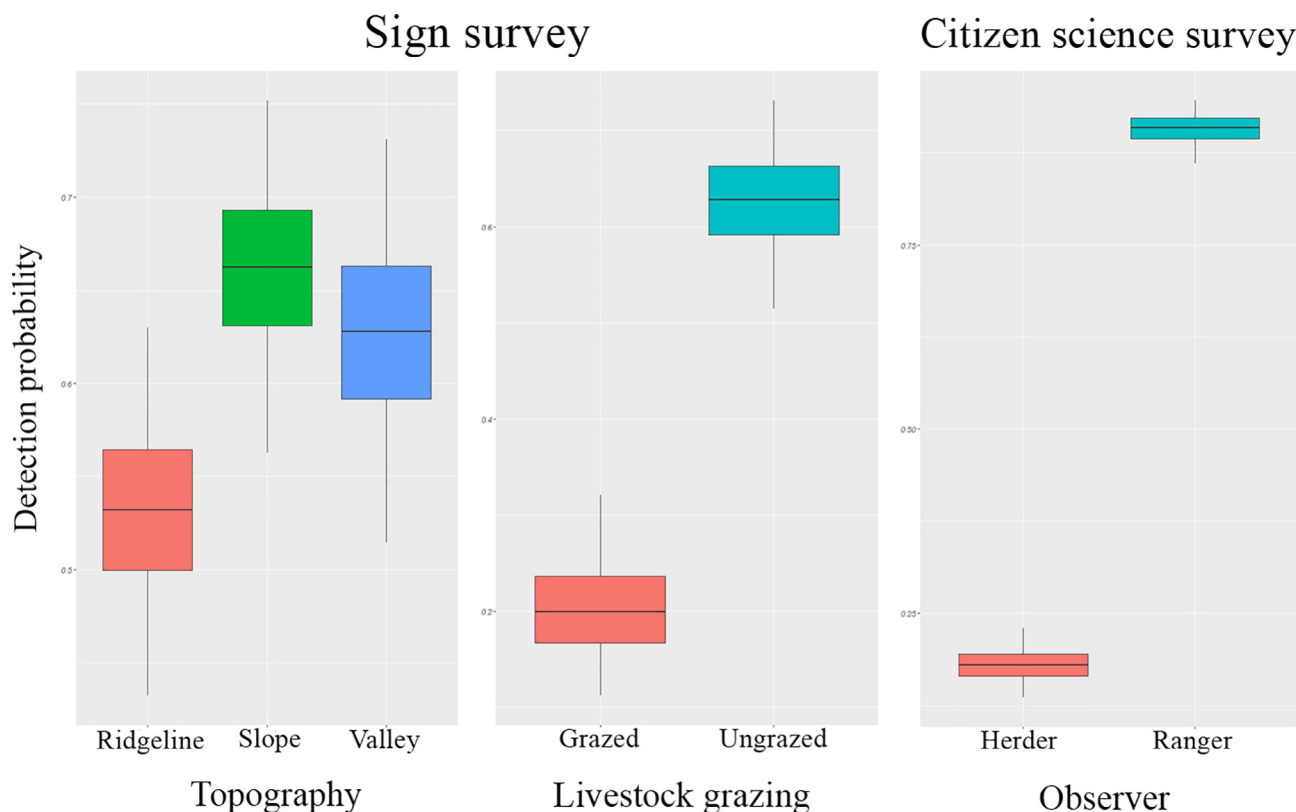 Sign survey
Citizen science survey
Detection probability
0.7
0.6
0.5
0.6
0.4
0.2
0.75
0.50
0.25
Ridgeline
Slope
Valley
Grazed
Ungrazed
Herder
Ranger
Topography
Livestock grazing
Observer